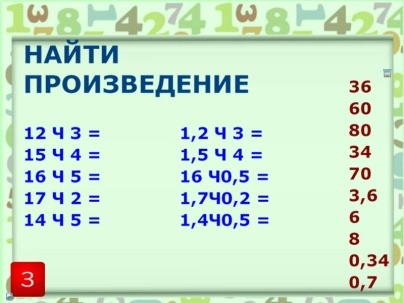 НАЙТИ
ПРОИЗВЕДЕНИЕ
12 Ч 3 =
15 Ч 4 =
16 Ч 5 =
17 Ч 2 =
14 Ч 5 =
1,2 Ч 3 =
1,5 Ч 4 =
16 Ч0,5 =
1,7Ч0,2 =
1,4Ч0,5 =
36
60
80
34
70
3,6
6
8
0,34
0,7
3